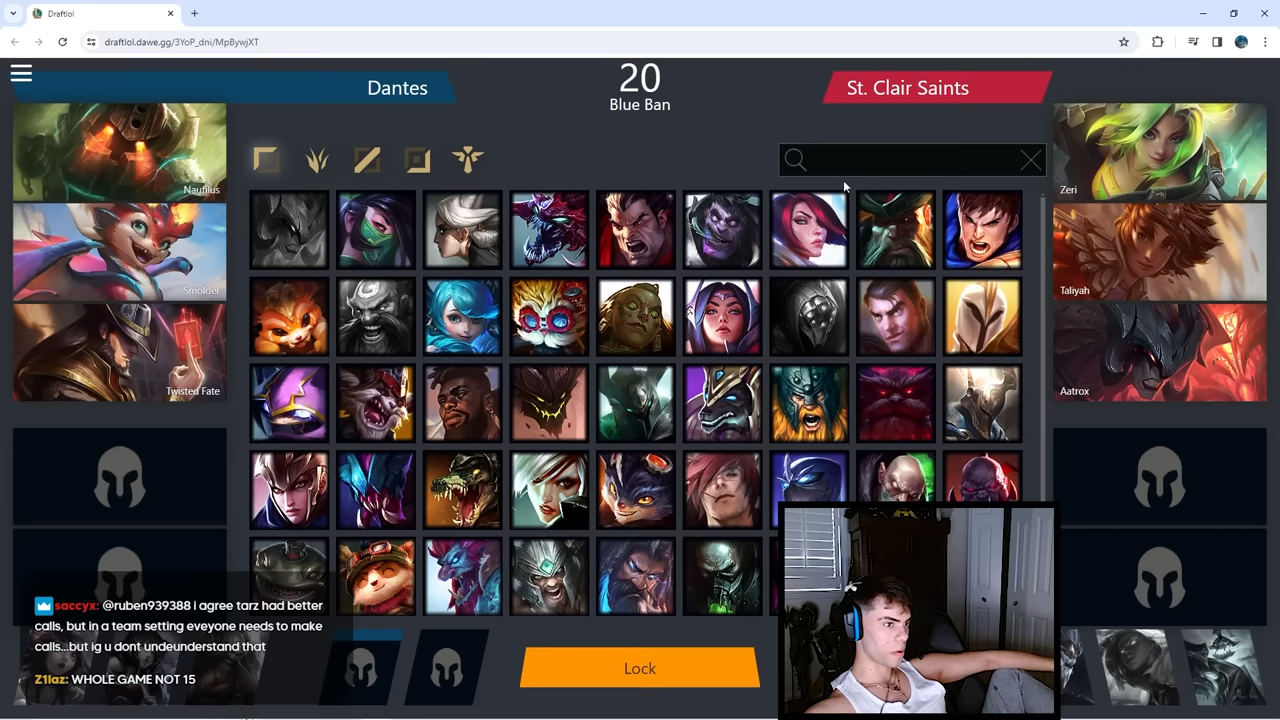 Draftlol
draftlol.dawe.gg/3YoP_dni/MpBywjXT
Dantes
20
Blue Ban
St. Clair Saints
Nautilus
Smolder
Twisted Fate
Zeri
Taliyah
Aatrox
saccyx: @ruben939388 i agree tarz had better
calls, but in a team setting eveyone needs to make
calls...but ig u dont undeunderstand that
Z1laz: WHOLE GAME NOT 15
Lock